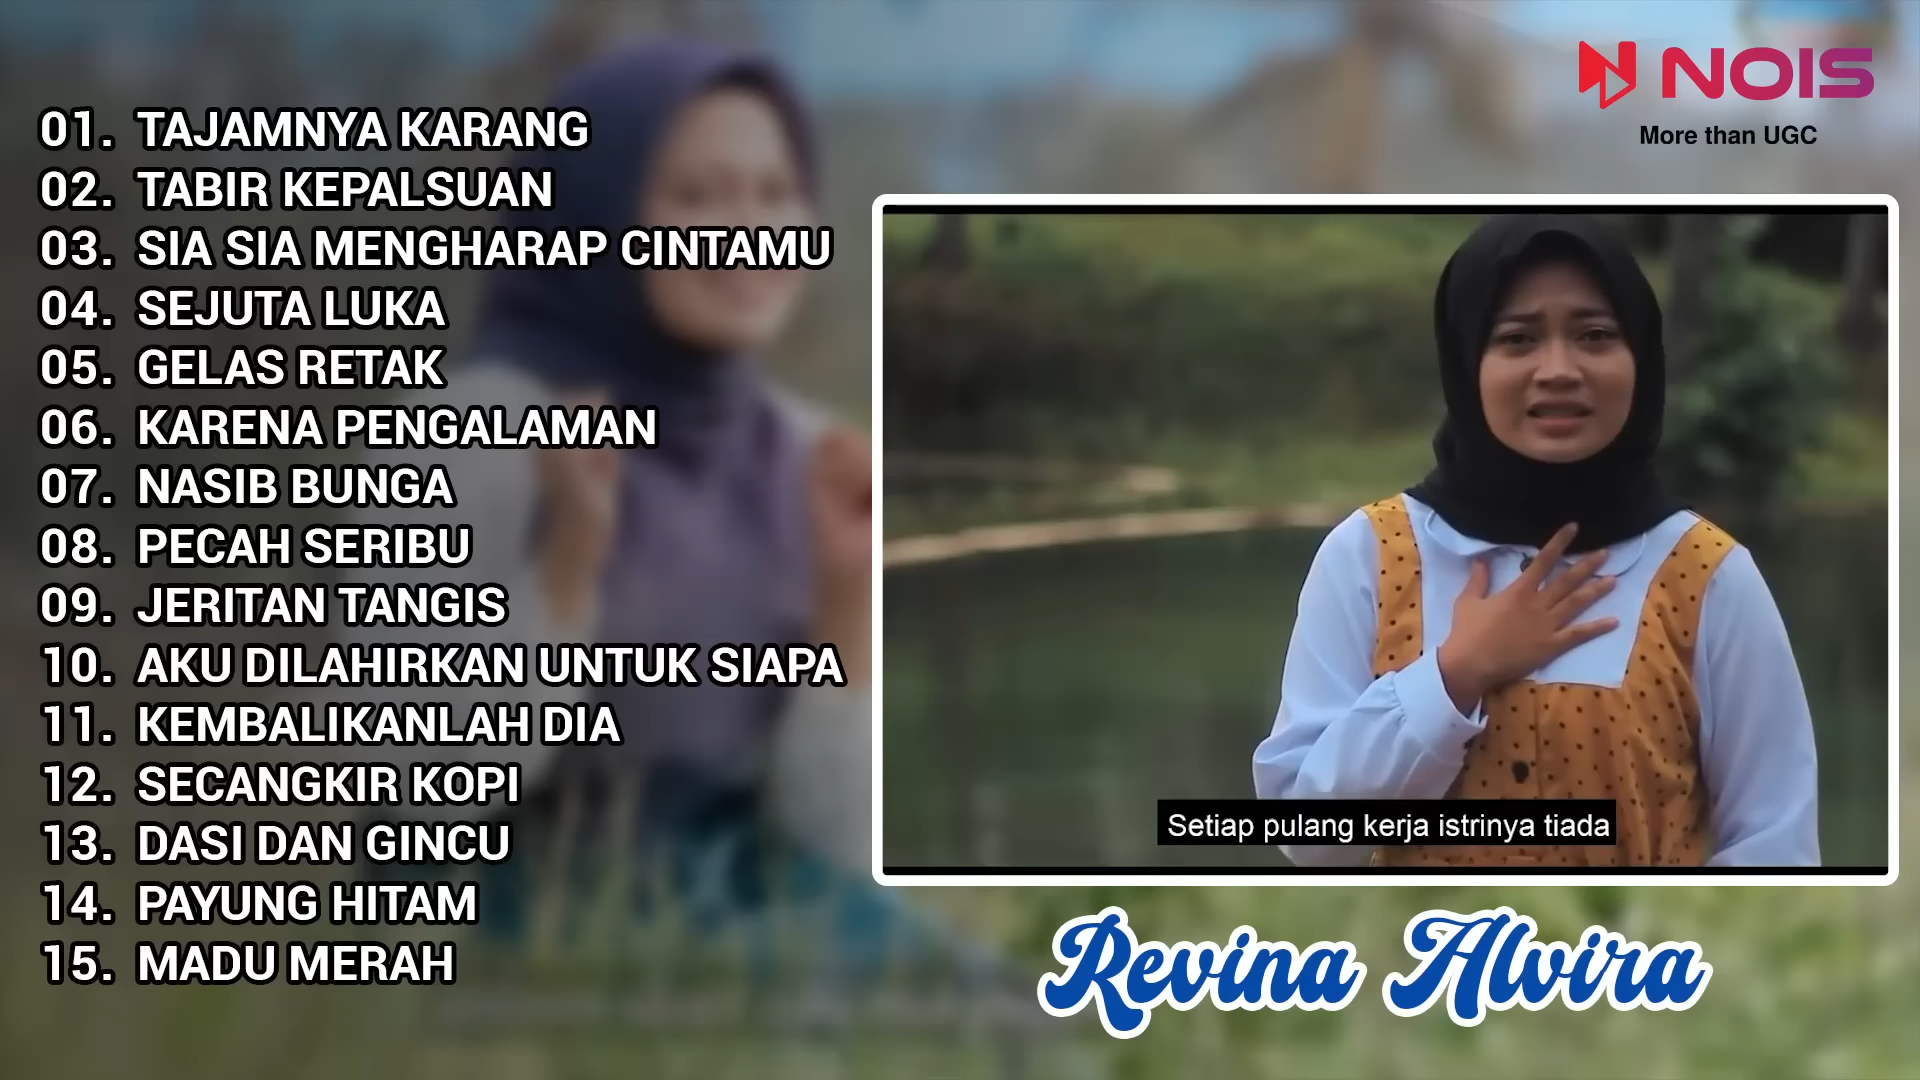 01. TAJAMNYA KARANG
02. TABIR KEPALSUAN
03. SIA SIA MENGHARAP CINTAMU
04. SEJUTA LUKA
05. GELAS RETAK
06. KARENA PENGALAMAN
07. NASIB BUNGA
08. PECAH SERIBU
09. JERITAN TANGIS
10. AKU DILAHIRKAN UNTUK SIAPA
11. KEMBALIKANLAH DIA
12. SECANGKIR KOPI
13. DASI DAN GINCU
14. PAYUNG HITAM
15. MADU MERAH
NOIS
More than UGC
Setiap pulang kerja istrinya tiada
Revina Alvira